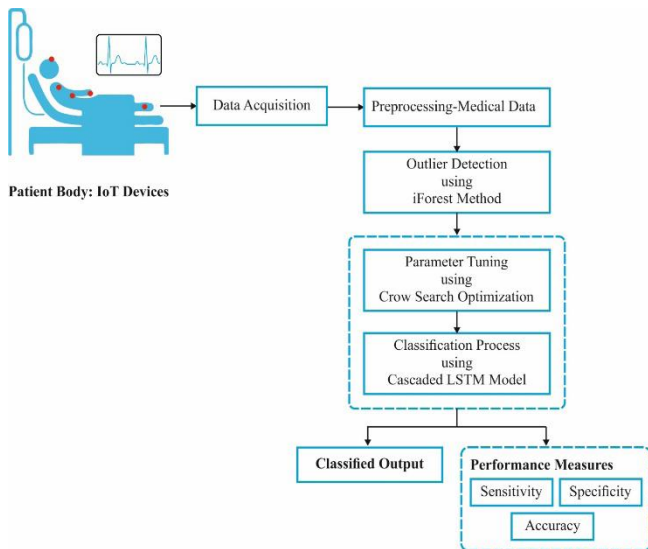 Data Acquisition
Preprocessing-Medical Data
Patient Body: IoT Devices
Outlier Detection
using
iForest Method
Parameter Tuning
using
Crow Search Optimization
Classification Process
using
Cascaded LSTM Model
Classified Output
Performance Measures
Sensitivity
Specificity
Accuracy